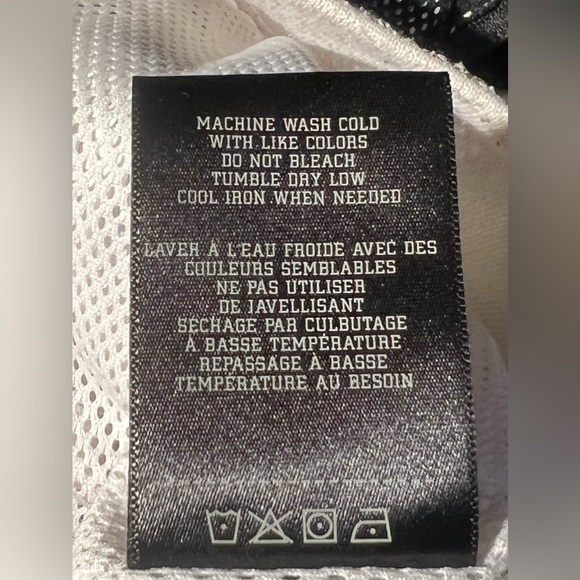 MACHINE WASH COLD
WITH LIKE COLORS
DO NOT BLEACH
TUMBLE DRY LOW
COOL IRON WHEN NEEDED
LAVER À L'EAU FROIDE AVEC DES
COULEURS SEMBLABLES
NE PAS UTILISER
DE JAVELLISANT
SECHAGE PAR CULBUTAGE
À BASSE TEMPÉRATURE
REPASSAGE À BASSE
TEMPÉRATURE AU BESOIN